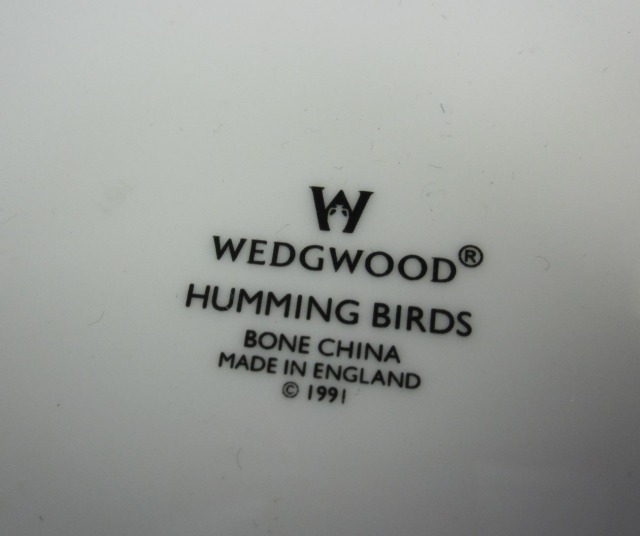 W
WEDGWOOD®
HUMMING BIRDS
BONE CHINA
MADE IN ENGLAND
© 1991